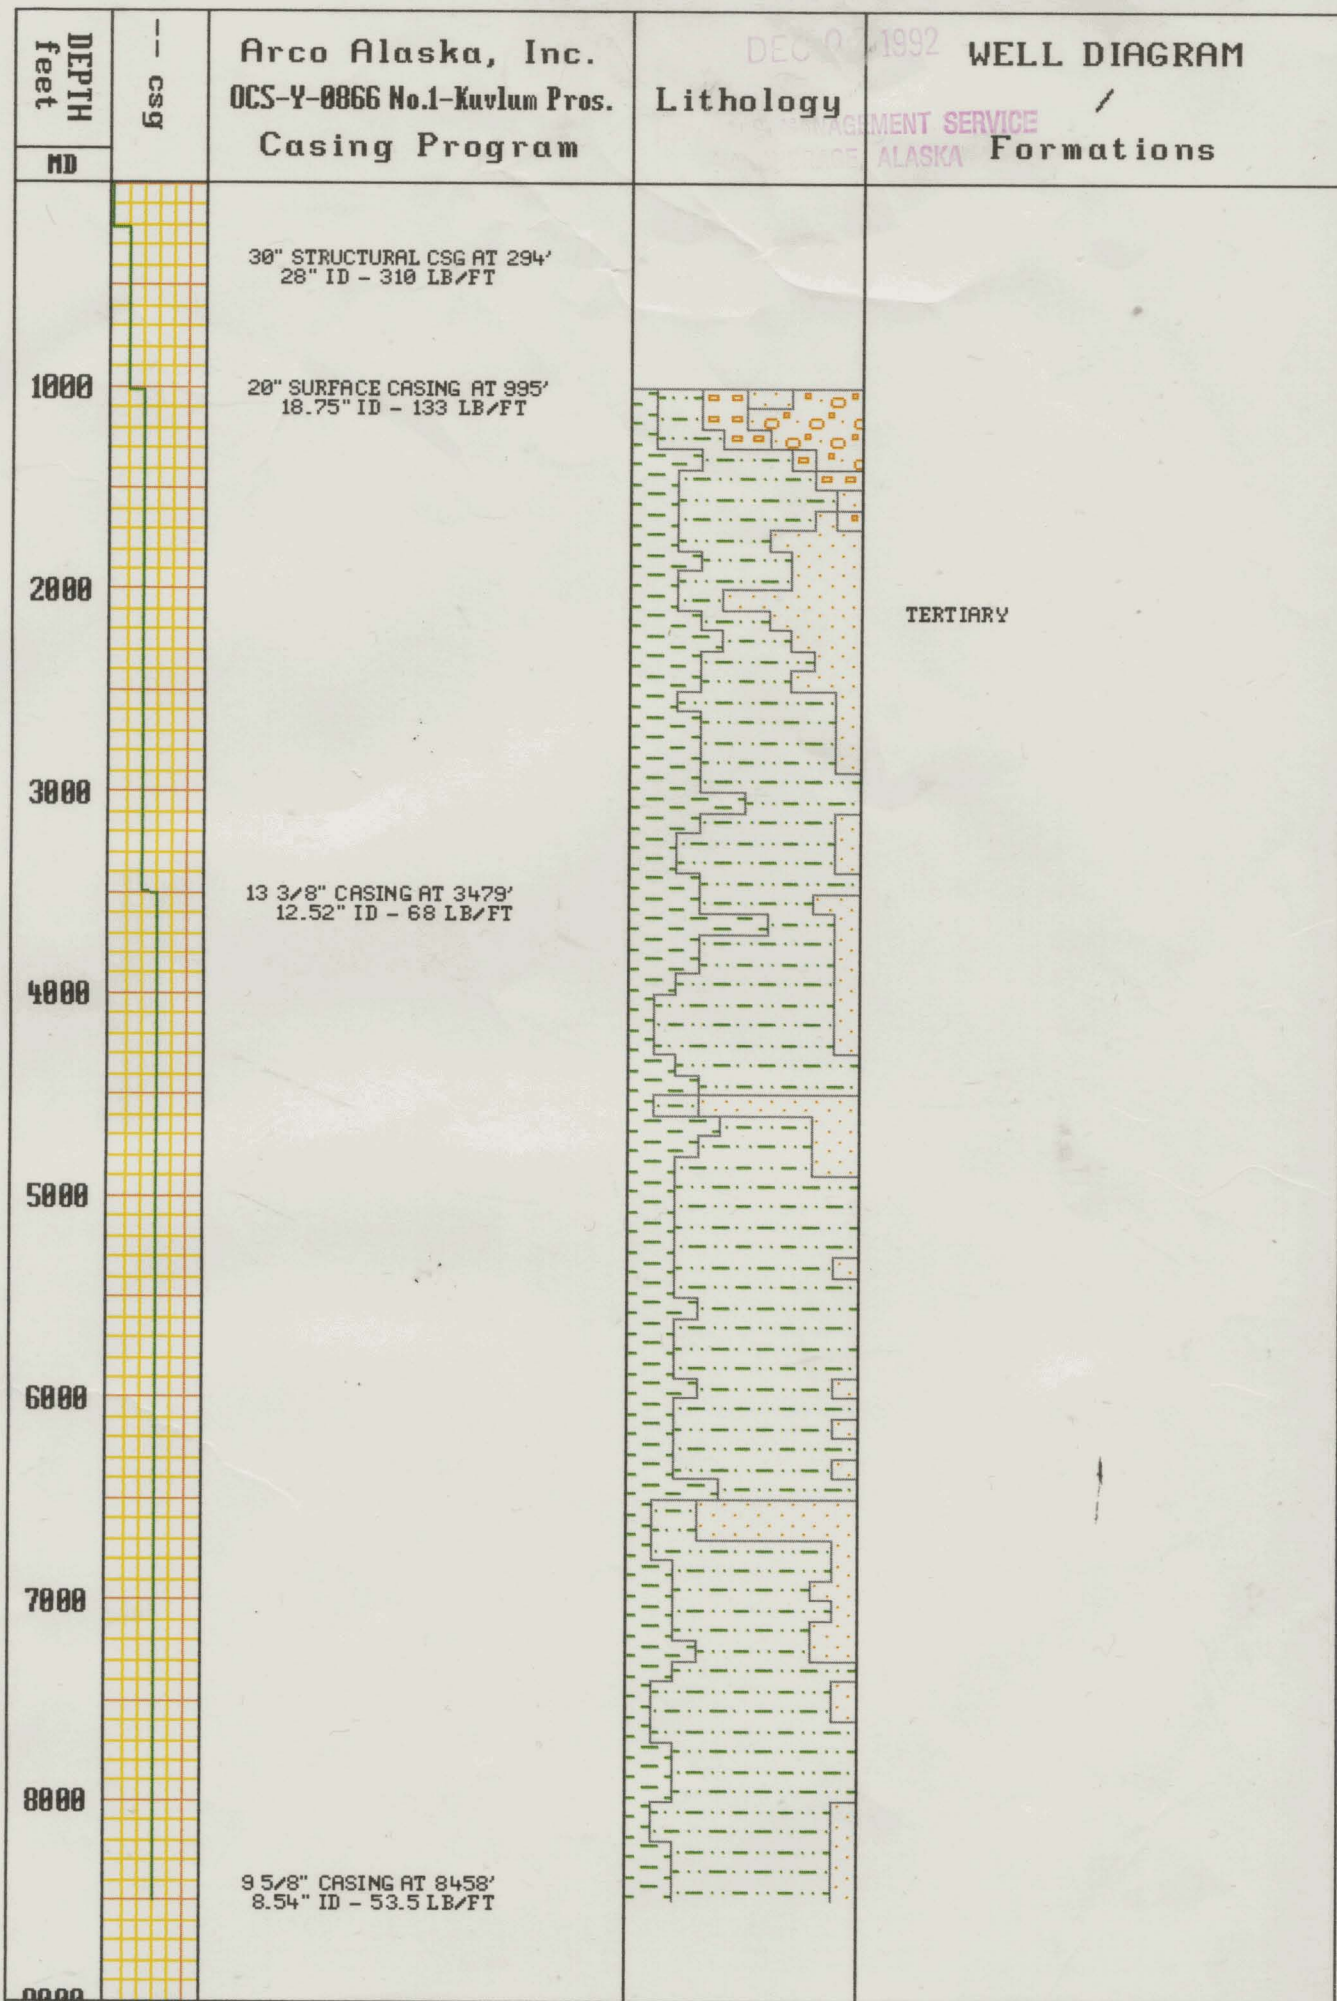 DEPTH
feet
MD
-- csg
Arco Alaska, Inc.
OCS-Y-0866 No.1-Kuvlum Pros.
Casing Program
Lithology
DEC 1992
WELL DIAGRAM
/
Formations
MANAGEMENT SERVICE
ALASKA
30" STRUCTURAL CSG AT 294'
28" ID - 310 LB/FT
1000
20" SURFACE CASING AT 995'
18.75" ID - 133 LB/FT
2000
TERTIARY
3000
13 3/8" CASING AT 3479'
12.52" ID - 68 LB/FT
4000
5000
6000
7000
8000
9 5/8" CASING AT 8458'
8.54" ID - 53.5 LB/FT
9000